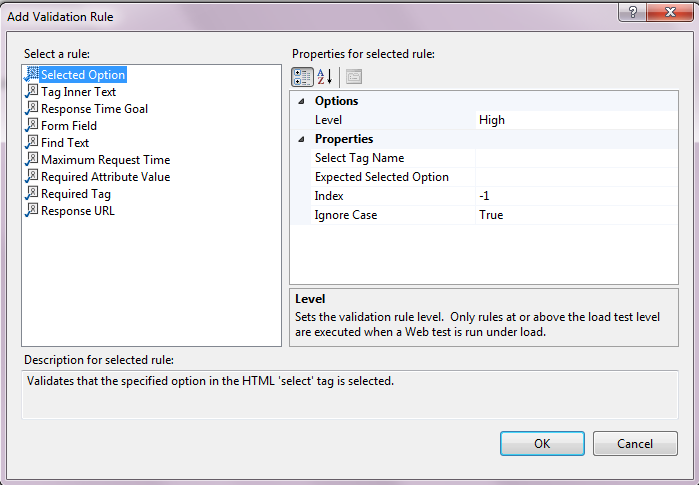 Add Validation Rule
Select a rule:
Selected Option
Tag Inner Text
Response Time Goal
Form Field
Find Text
Maximum Request Time
Required Attribute Value
Required Tag
Response URL
Properties for selected rule:
Options
Level High
Properties
Select Tag Name
Expected Selected Option
Index -1
Ignore Case True
Level
Sets the validation rule level. Only rules at or above the load test level
are executed when a Web test is run under load.
Description for selected rule:
Validates that the specified option in the HTML 'select' tag is selected.
OK Cancel